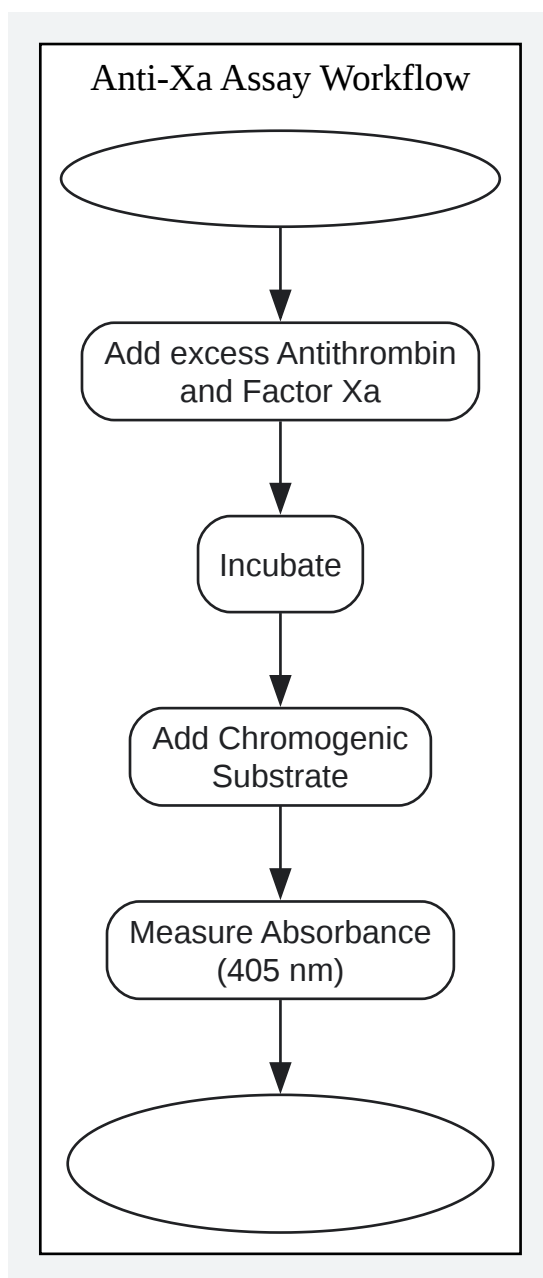 Anti-Xa Assay Workflow
Add excess Antithrombin
and Factor Xa
Incubate
Add Chromogenic
Substrate
Measure Absorbance
(405 nm)